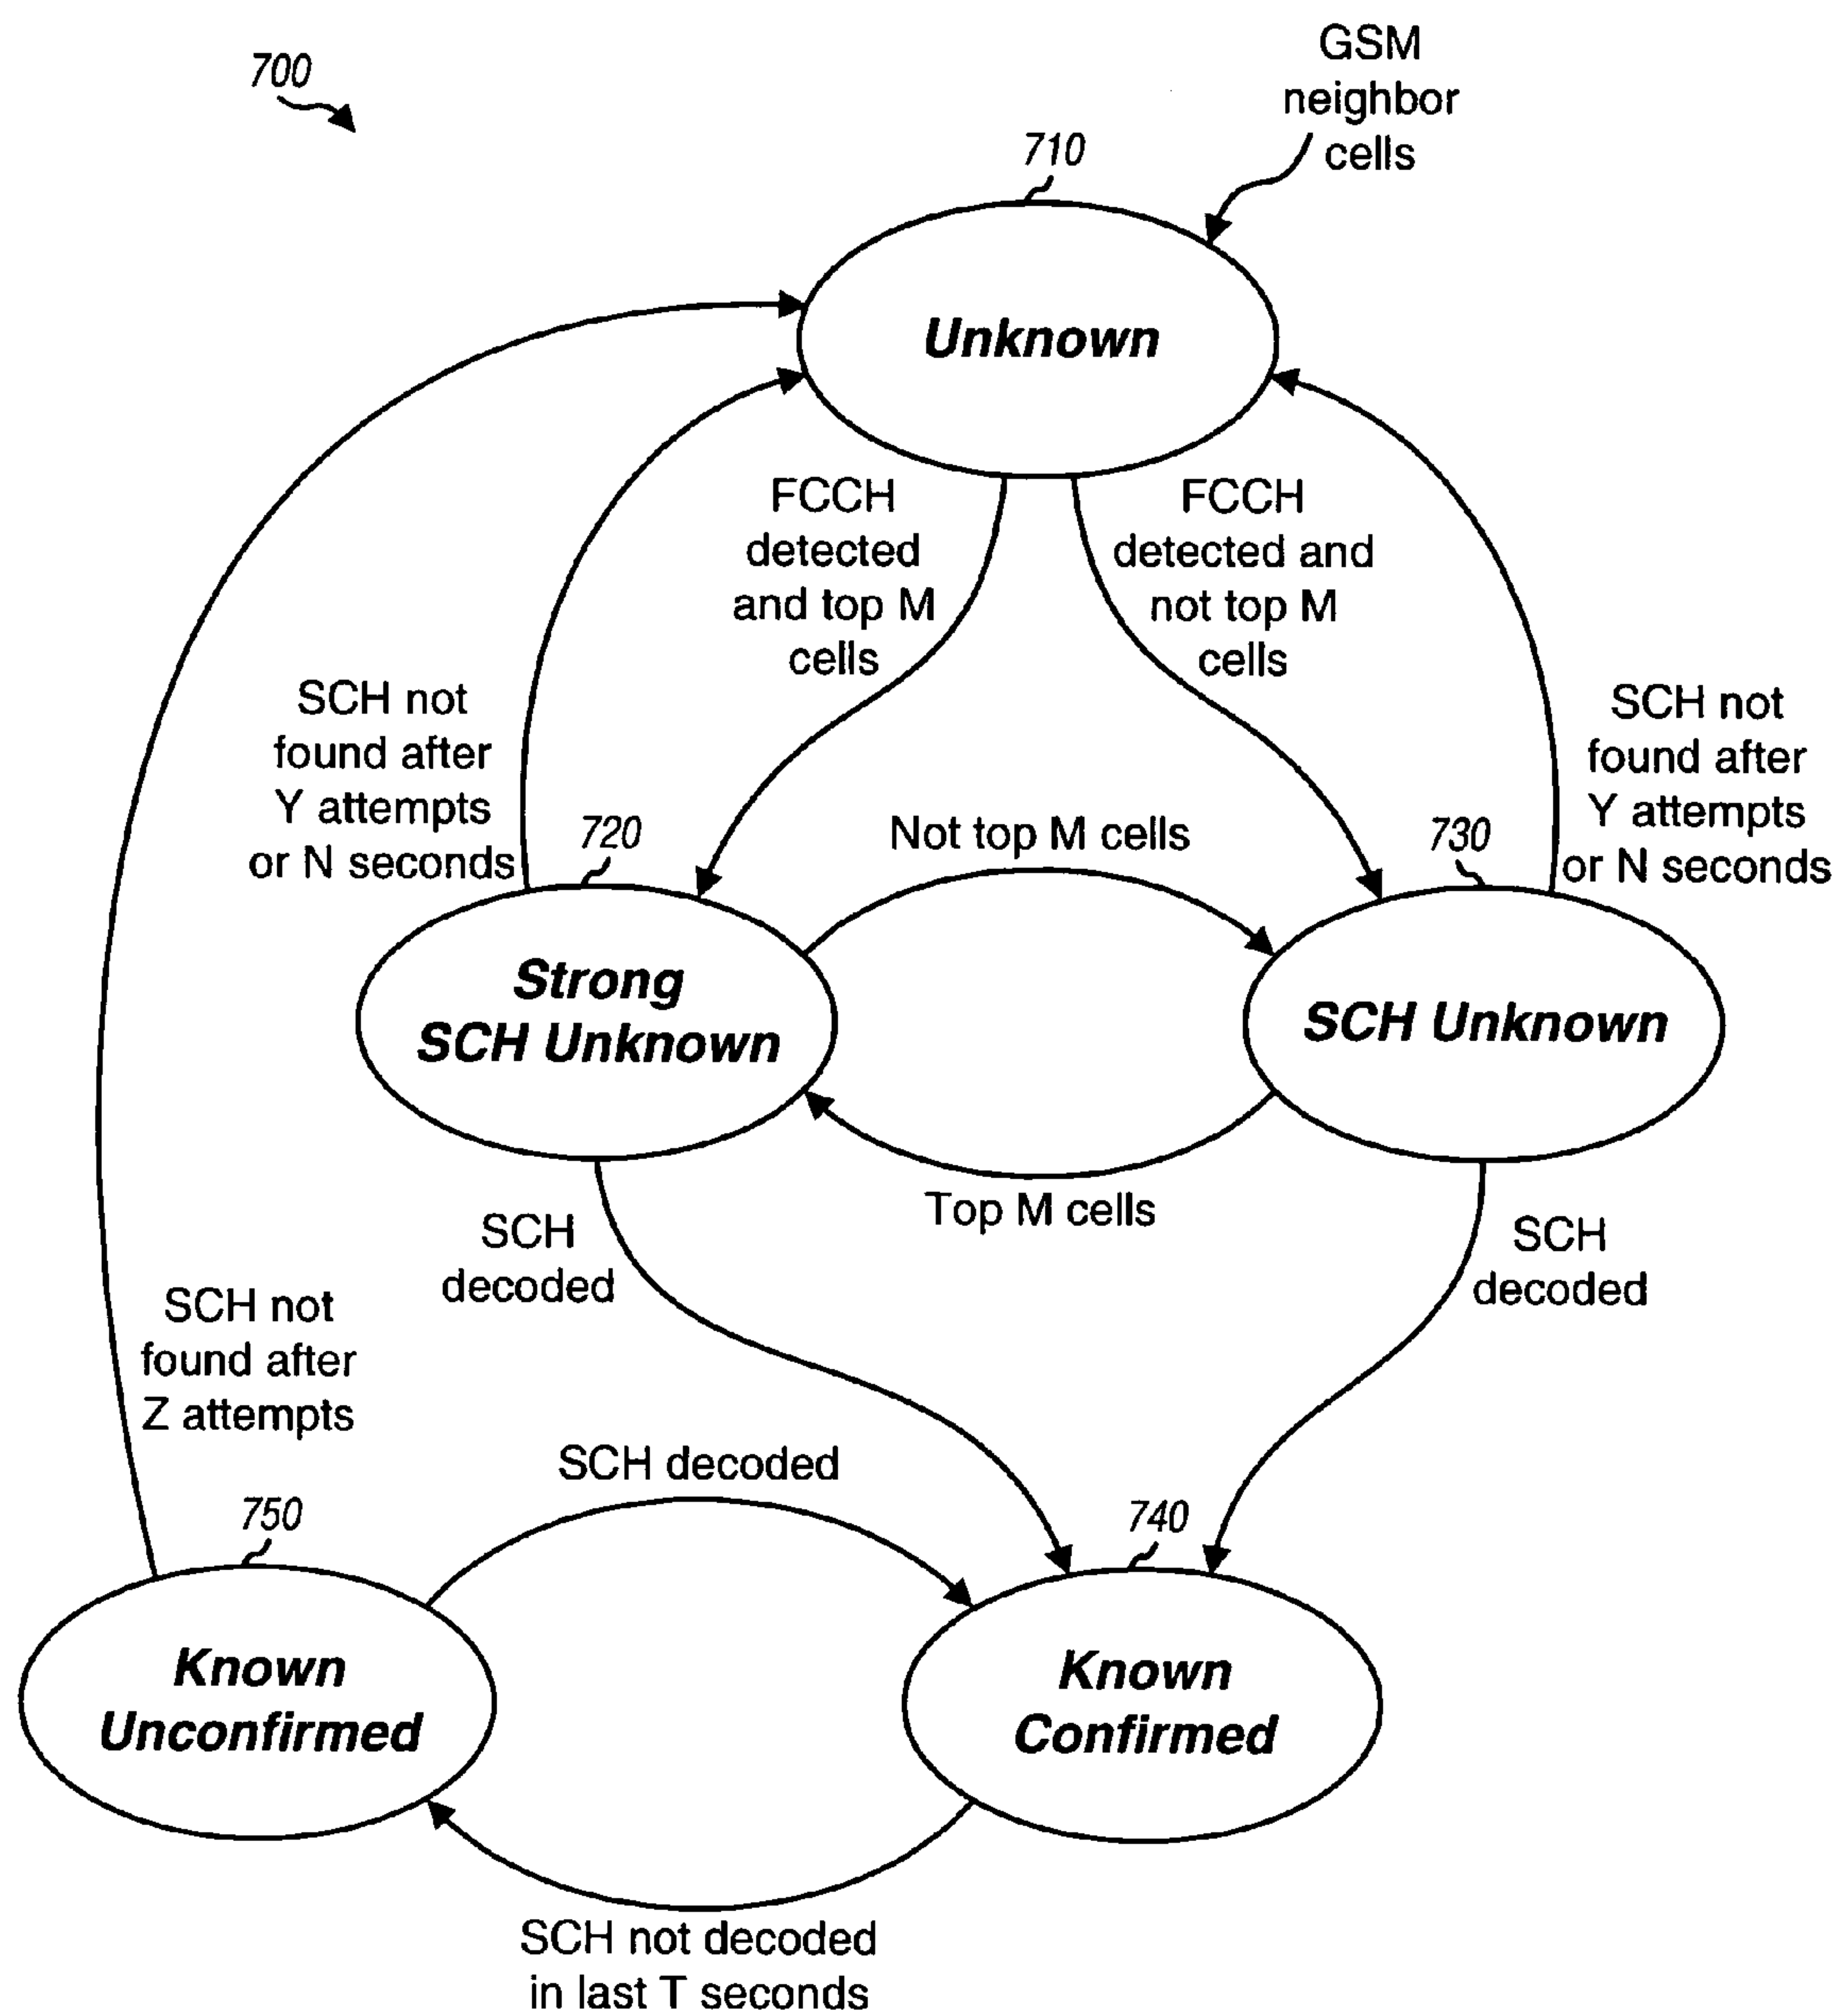 700
GSM
neighbor
cells
710
Unknown
FCCH
detected
and top M
cells
FCCH
detected and
not top M
cells
SCH not
found after
Y attempts
or N seconds
SCH not
found after
Y attempts
or N seconds
720
Not top M cells
730
Strong
SCH Unknown
SCH Unknown
Top M cells
SCH
decoded
SCH
decoded
SCH not
found after
Z attempts
SCH decoded
750
740
Known
Unconfirmed
Known
Confirmed
SCH not decoded
in last T seconds